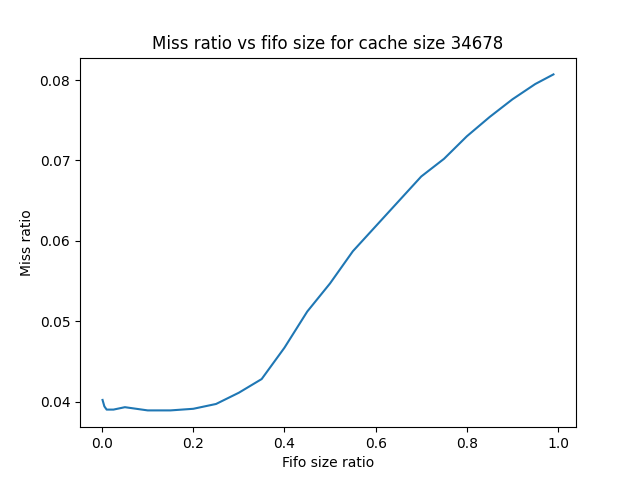 Miss ratio vs fifo size for cache size 34678
0.08
0.07
0.06
0.05
0.04
Miss ratio
0.0 0.2 0.4 0.6 0.8 1.0
Fifo size ratio